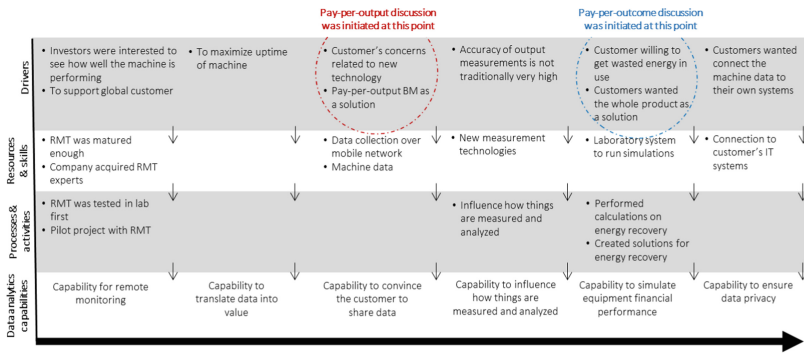 Pay-per-output discussion
was initiated at this point
Pay-per-outcome discussion
was initiated at this point
Drivers
• Investors were interested to
see how well the machine is
performing
• To support global customer
• To maximize uptime
of machine
• Customer's concerns
related to new
technology
• Pay-per-output BM as
a solution
• Accuracy of output
measurements is not
traditionally very high
• Customer willing to
get wasted energy in
use
• Customers wanted
the whole product as
a solution
• Customers wanted
connect the
machine data to
their own systems
Resources
& skills
• RMT was matured
enough
• Company acquired RMT
experts
• Data collection over
mobile network
• Machine data
• New measurement
technologies
• Laboratory system
to run simulations
• Connection to
customer's IT
systems
Processes &
activities
• RMT was tested in lab
first
• Pilot project with RMT
• Influence how things
are measured and
analyzed
• Performed
calculations on
energy recovery
• Created solutions for
energy recovery
Data analytics
capabilities
Capability for remote
monitoring
Capability to
translate data into
value
Capability to convince
the customer to
share data
Capability to influence
how things are
measured and analyzed
Capability to simulate
equipment financial
performance
Capability to ensure
data privacy